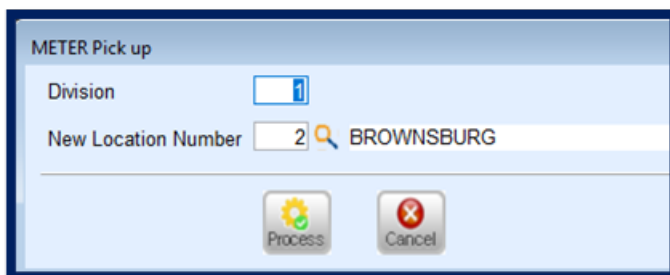 METER Pick up
Division 1
New Location Number 2 BROWNSBURG
Process Cancel